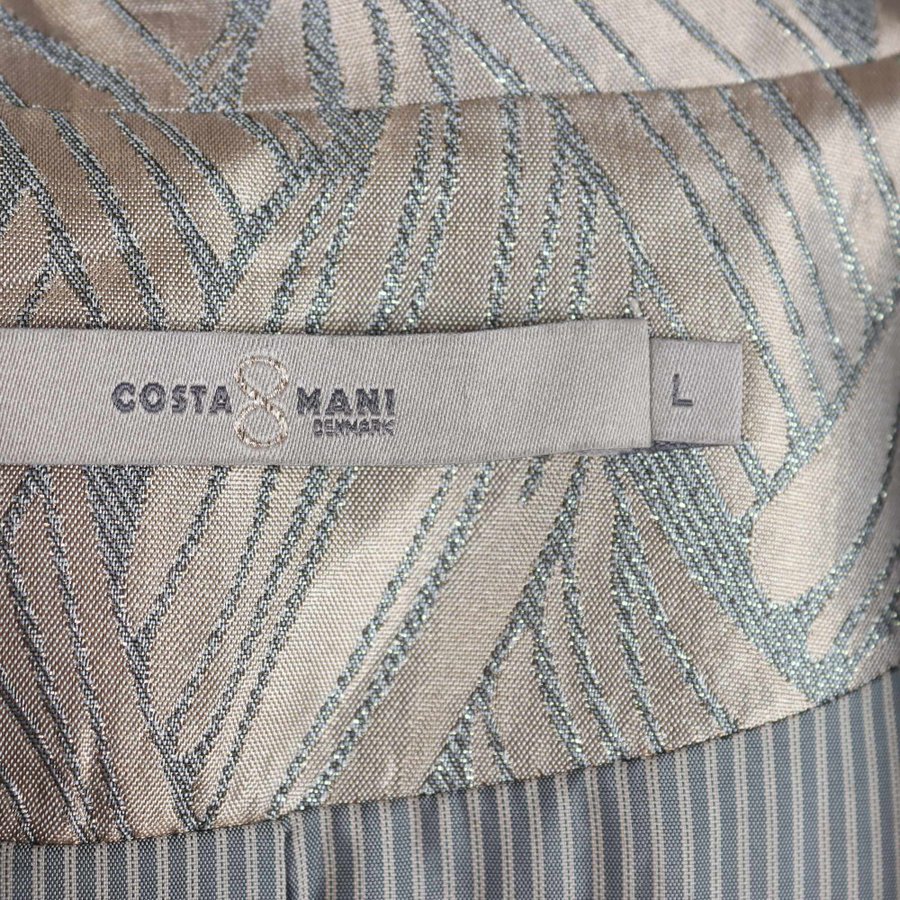 COSTA 8 MANI
DENMARK
L